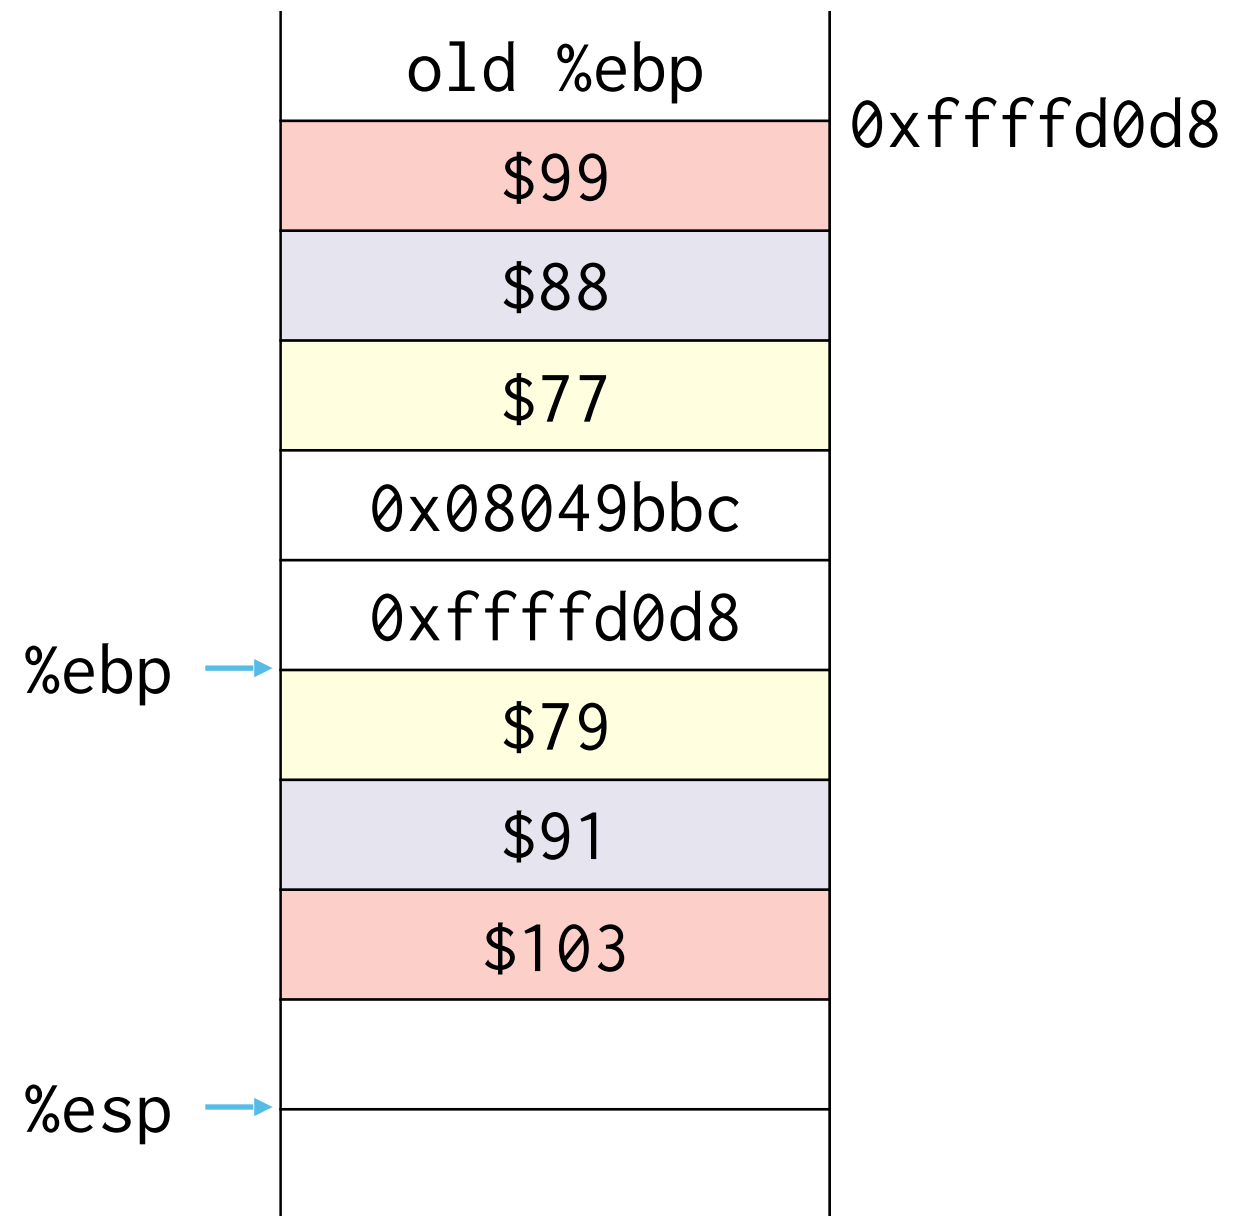 old %ebp
0xffffd0d8
$99
$88
$77
0x08049bbc
0xffffd0d8
%ebp
$79
$91
$103
%esp